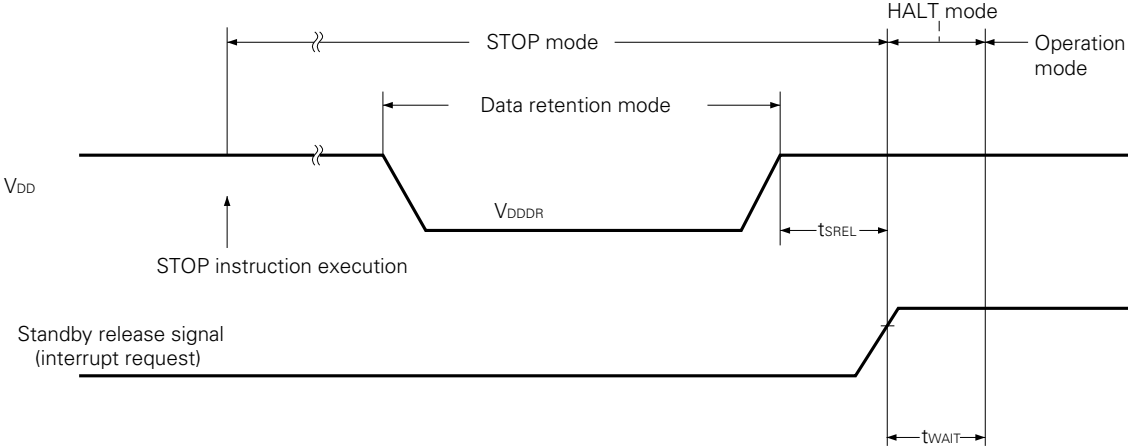 HALT mode
STOP mode
Operation
mode
Data retention mode
VDD
VDDDR
tSREL
STOP instruction execution
Standby release signal
(interrupt request)
tWAIT